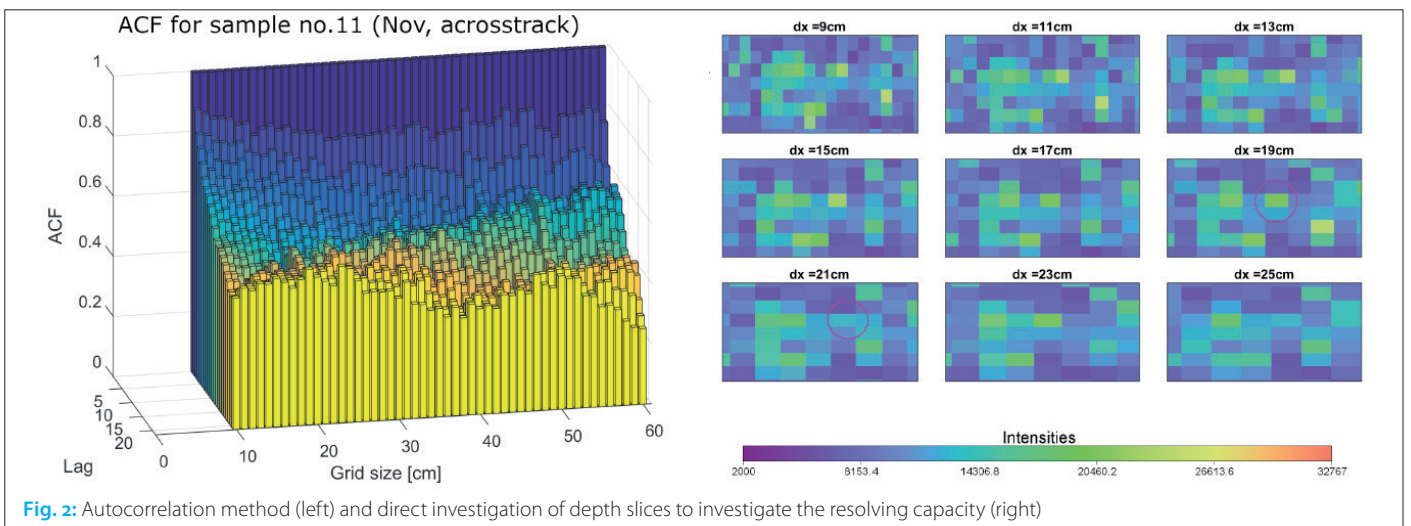 ACF for sample no.11 (Nov, acrosstrack)
1
0.8
0.6
0.4
0.2
0
ACF
5
10
15
20
Lag
0
10
20
30
40
50
60
Grid size [cm]
dx =9cm
dx =11cm
dx =13cm
dx =15cm
dx =17cm
dx =19cm
dx =21cm
dx =23cm
dx =25cm
Intensities
2000 8153.4 14306.8 20460.2 26613.6 32767
Fig. 2: Autocorrelation method (left) and direct investigation of depth slices to investigate the resolving capacity (right)